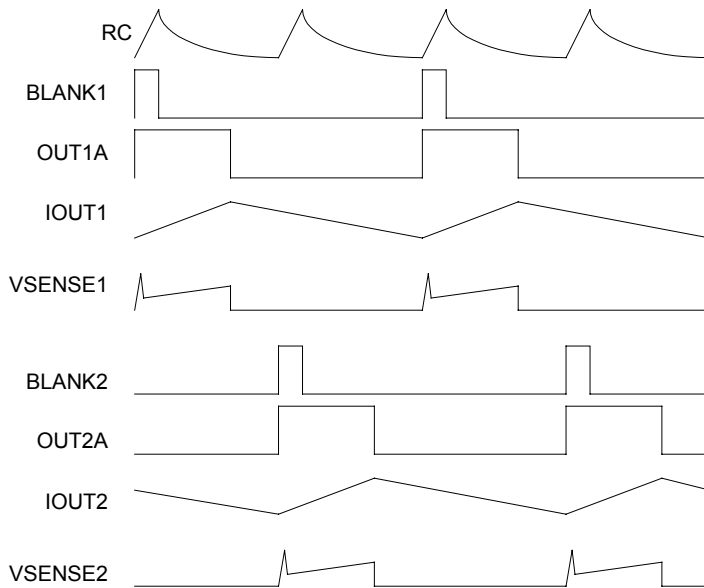 RC
BLANK1
OUT1A
IOUT1
VSENSE1
BLANK2
OUT2A
IOUT2
VSENSE2